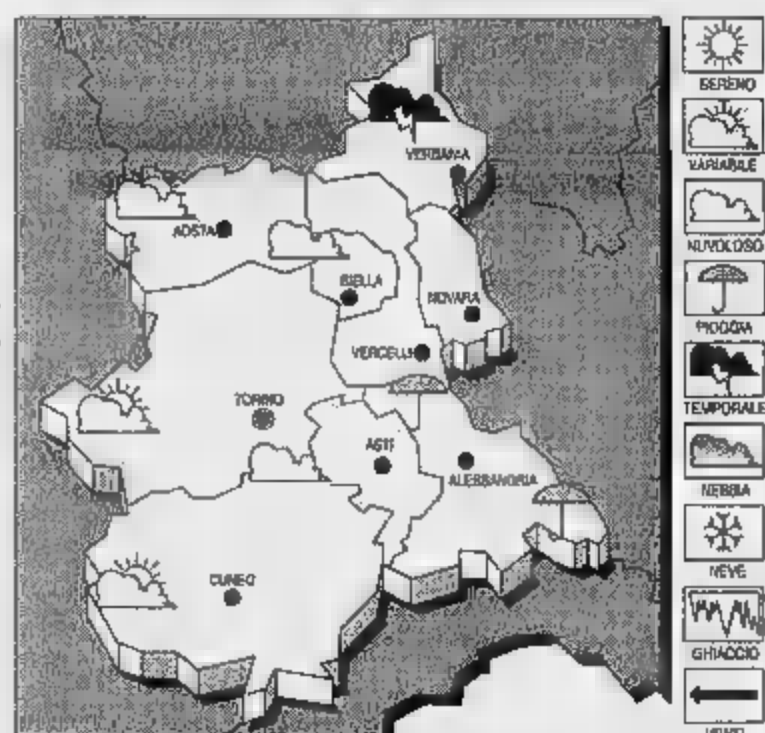 VERBANIA
AOSTA
BIELLA
NOVARA
VERCELLI
TORINO
ASTI
ALESSANDRIA
CUNEO
SERENO
VARIABILE
NUVOLOSO
PIOGGIA
TEMPORALE
NEBBIA
NEVE
GHIACCIO